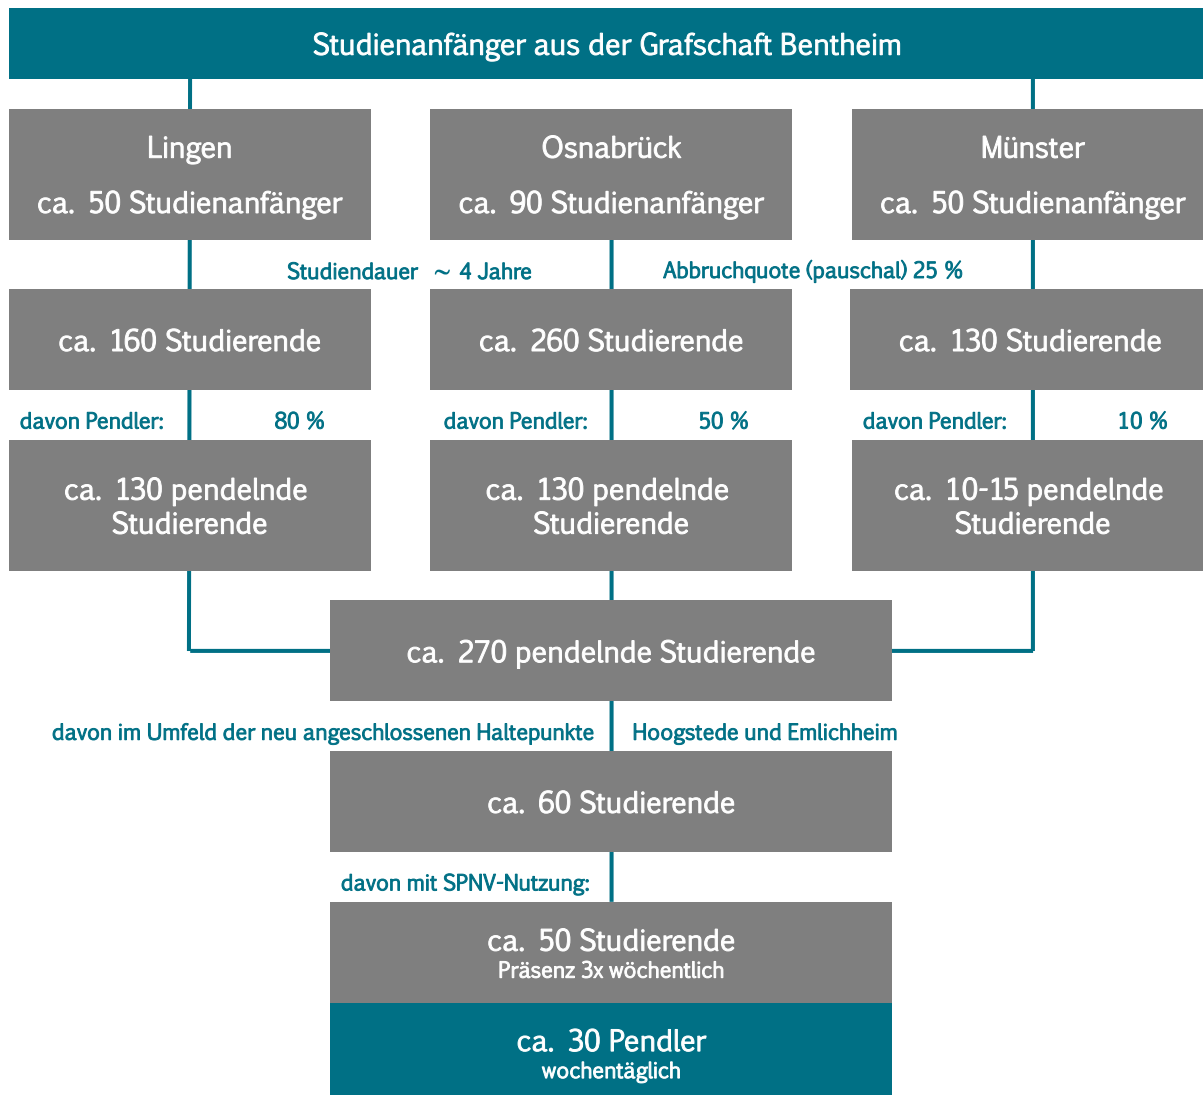 Studienanfänger aus der Grafschaft Bentheim
Lingen
ca. 50 Studienanfänger
Osnabrück
ca. 90 Studienanfänger
Münster
ca. 50 Studienanfänger
Studiendauer ~ 4 Jahre
Abbruchquote (pauschal) 25 %
ca. 160 Studierende
ca. 260 Studierende
ca. 130 Studierende
davon Pendler: 80 %
davon Pendler: 50 %
davon Pendler: 10 %
ca. 130 pendelnde
Studierende
ca. 130 pendelnde
Studierende
ca. 10-15 pendelnde
Studierende
ca. 270 pendelnde Studierende
davon im Umfeld der neu angeschlossenen Haltepunkte Hoogstede und Emlichheim
ca. 60 Studierende
davon mit SPNV-Nutzung:
ca. 50 Studierende
Präsenz 3x wöchentlich
ca. 30 Pendler
wochentäglich